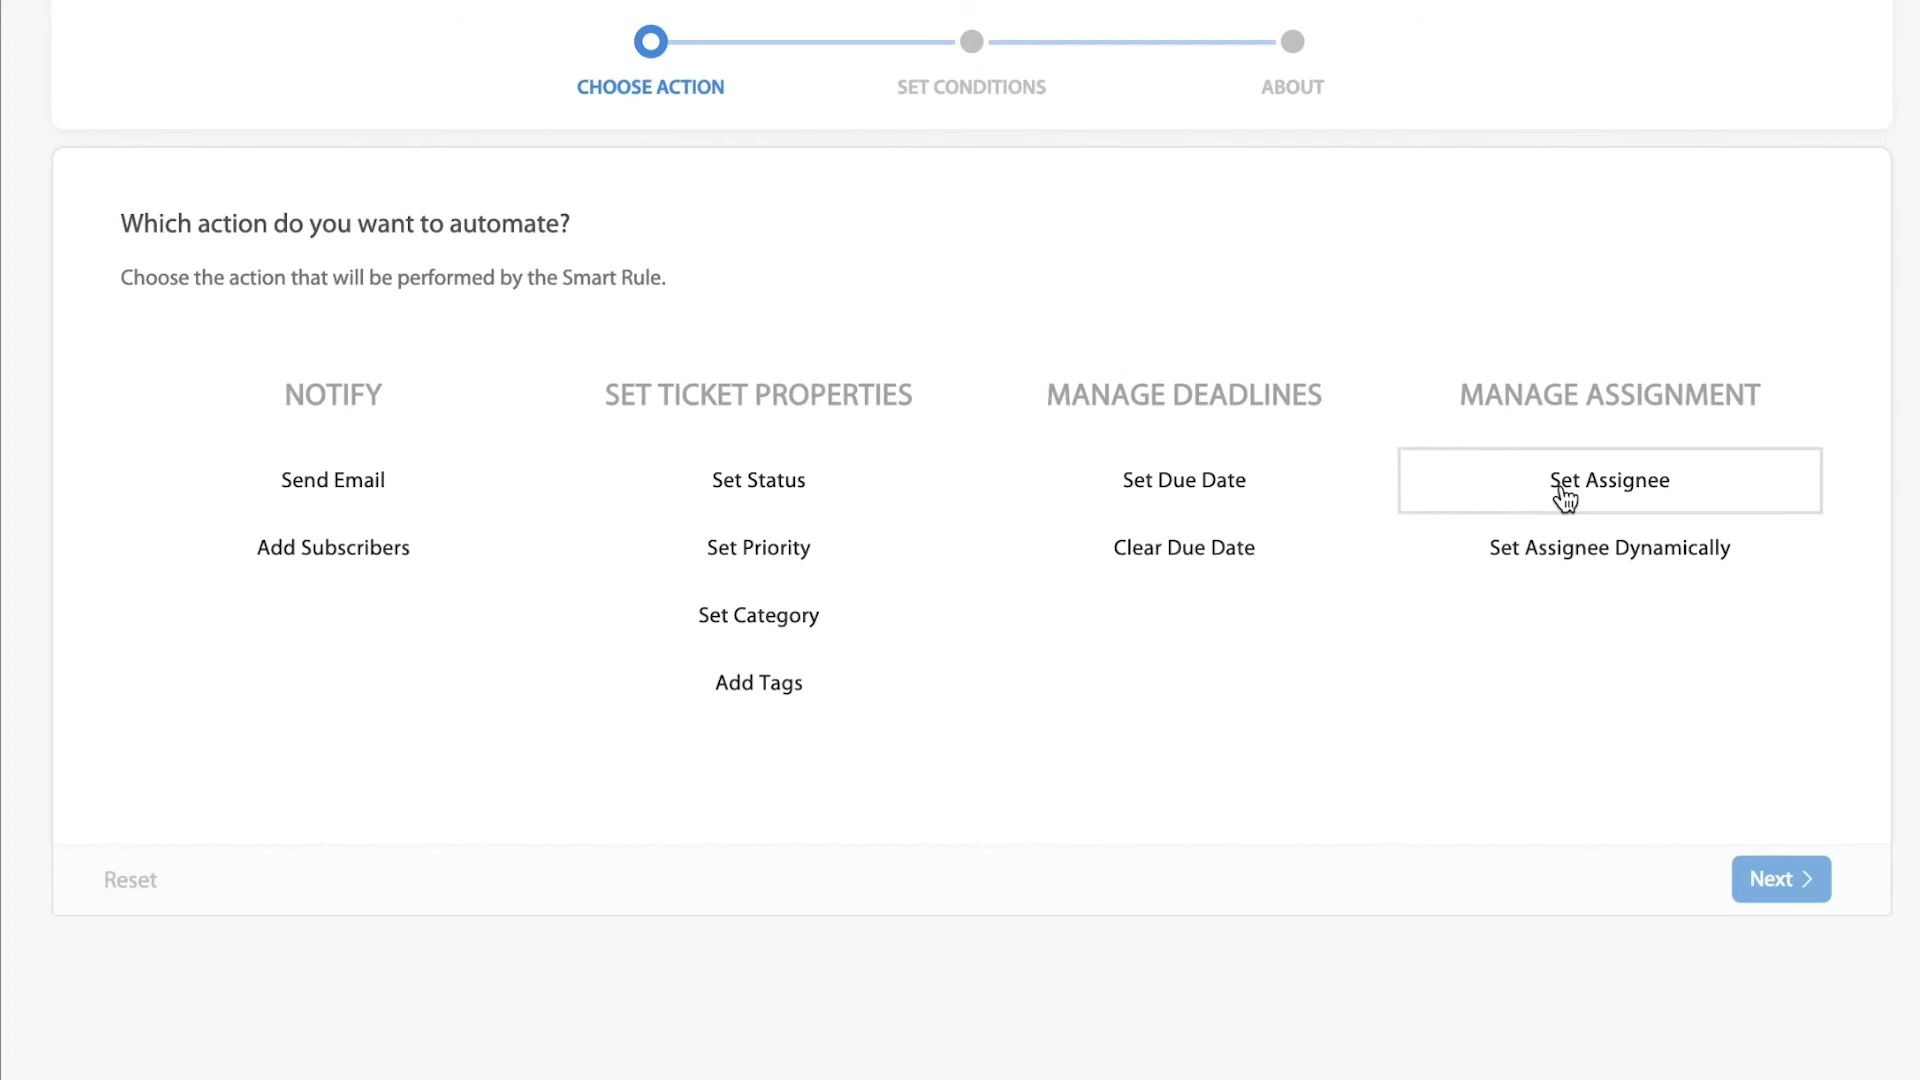 CHOOSE ACTION
SET CONDITIONS
ABOUT
Which action do you want to automate?
Choose the action that will be performed by the Smart Rule.
NOTIFY
Send Email
Add Subscribers
SET TICKET PROPERTIES
Set Status
Set Priority
Set Category
Add Tags
MANAGE DEADLINES
Set Due Date
Clear Due Date
MANAGE ASSIGNMENT
Set Assignee
Set Assignee Dynamically
Reset
Next